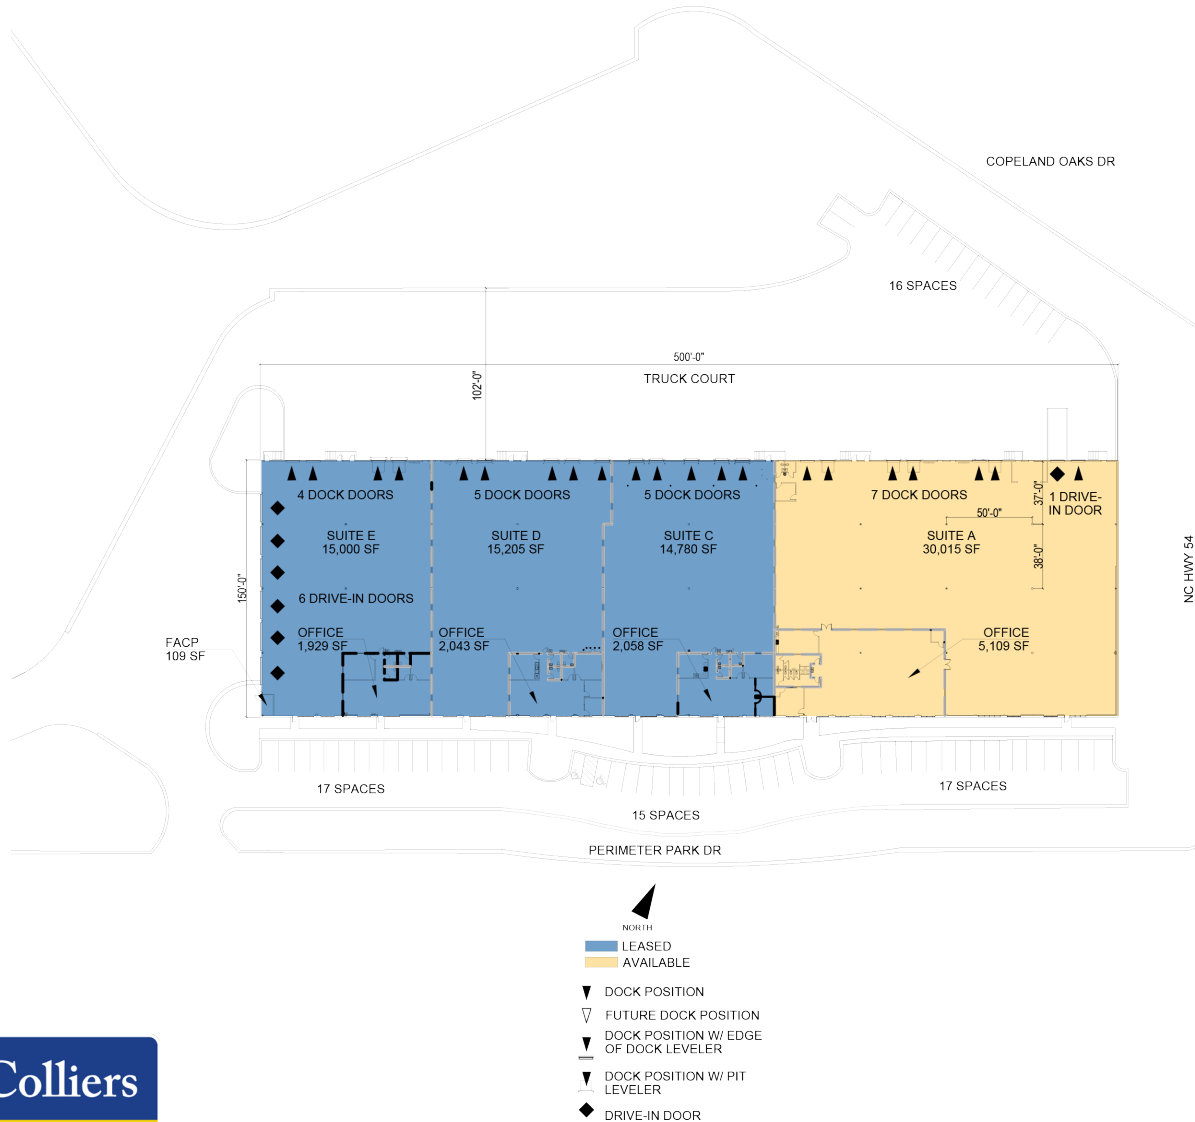 COPELAND OAKS DR
16 SPACES
500'-0"
TRUCK COURT
102'-0"
4 DOCK DOORS
5 DOCK DOORS
5 DOCK DOORS
7 DOCK DOORS
1 DRIVE-
IN DOOR
37'-0"
50'-0"
38'-0"
150'-0"
SUITE E
15,000 SF
SUITE D
15,205 SF
SUITE C
14,780 SF
SUITE A
30,015 SF
NC HWY 54
6 DRIVE-IN DOORS
FACP
109 SF
OFFICE
1,929 SF
OFFICE
2,043 SF
OFFICE
2,058 SF
OFFICE
5,109 SF
17 SPACES
15 SPACES
17 SPACES
PERIMETER PARK DR
NORTH
LEASED
AVAILABLE
DOCK POSITION
FUTURE DOCK POSITION
DOCK POSITION W/ EDGE
OF DOCK LEVELER
DOCK POSITION W/ PIT
LEVELER
DRIVE-IN DOOR
Colliers